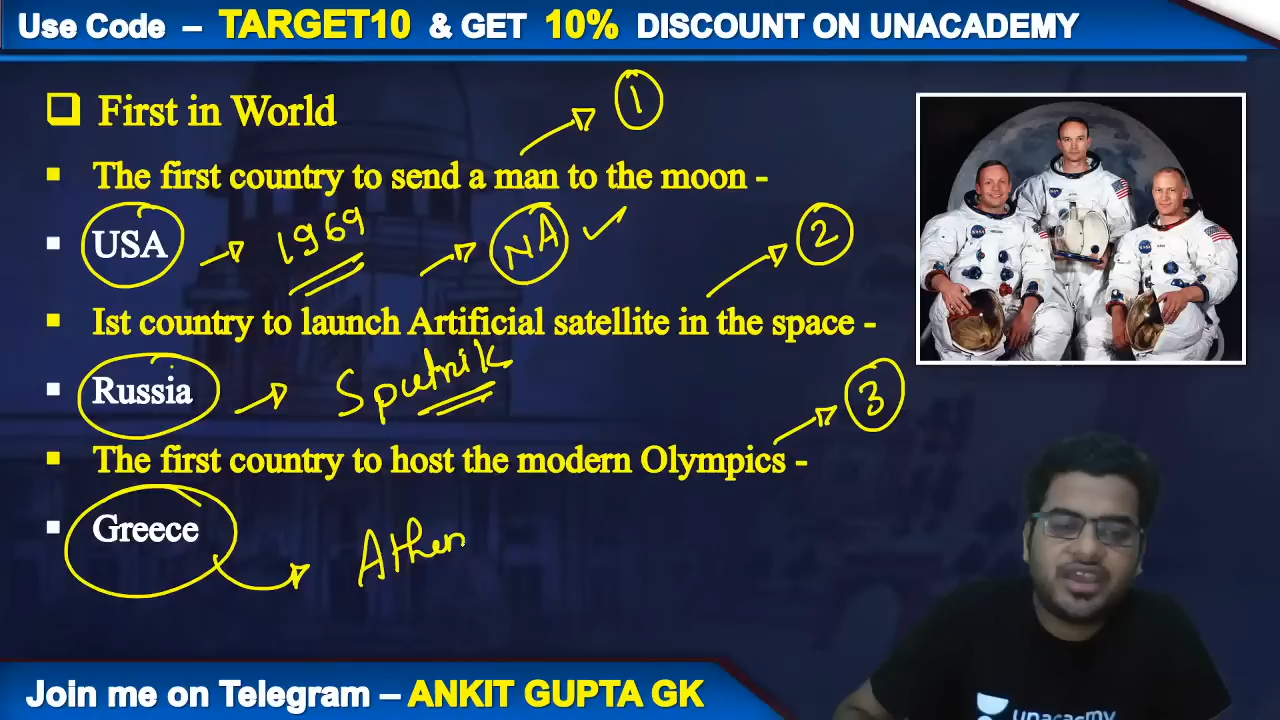 Use Code – TARGET10 & GET 10% DISCOUNT ON UNACADEMY
First in World
1
The first country to send a man to the moon -
USA 1969 NA
2
Ist country to launch Artificial satellite in the space -
Russia Sputnik
3
The first country to host the modern Olympics -
Greece Athen
unacademy
Join me on Telegram – ANKIT GUPTA GK